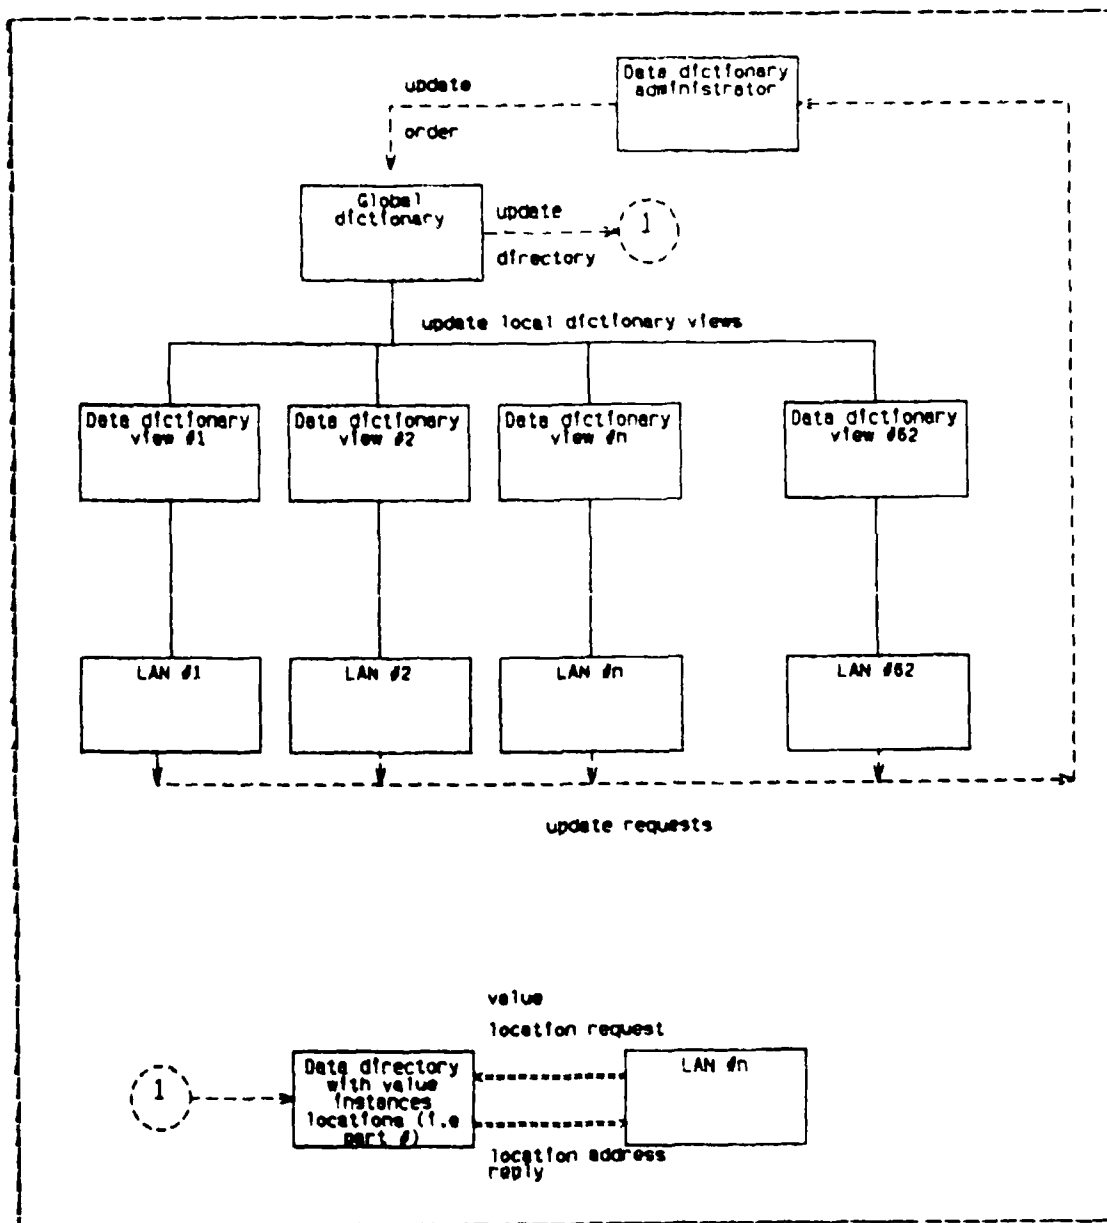 Data dictionary
administrator
update
order
Global
dictionary
update
1
directory
update local dictionary views
Data dictionary
view #1
Data dictionary
view #2
Data dictionary
view #n
Data dictionary
view #62
LAN #1
LAN #2
LAN #n
LAN #62
update requests
value
location request
1
Data directory
with value
instances
locations (i.e
part #)
LAN #n
location address
reply